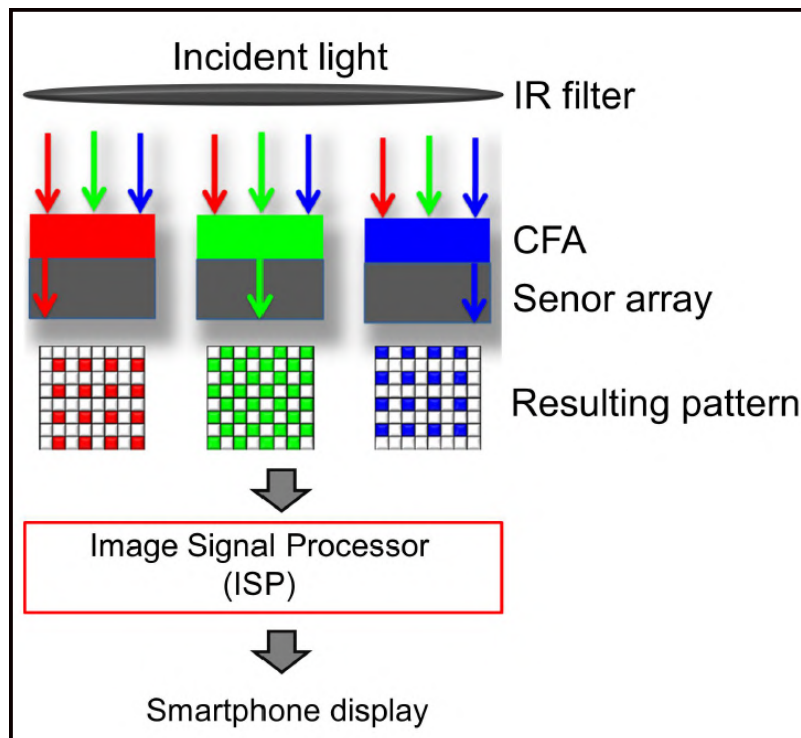 Incident light
IR filter
CFA
Senor array
Resulting pattern
Image Signal Processor
(ISP)
Smartphone display